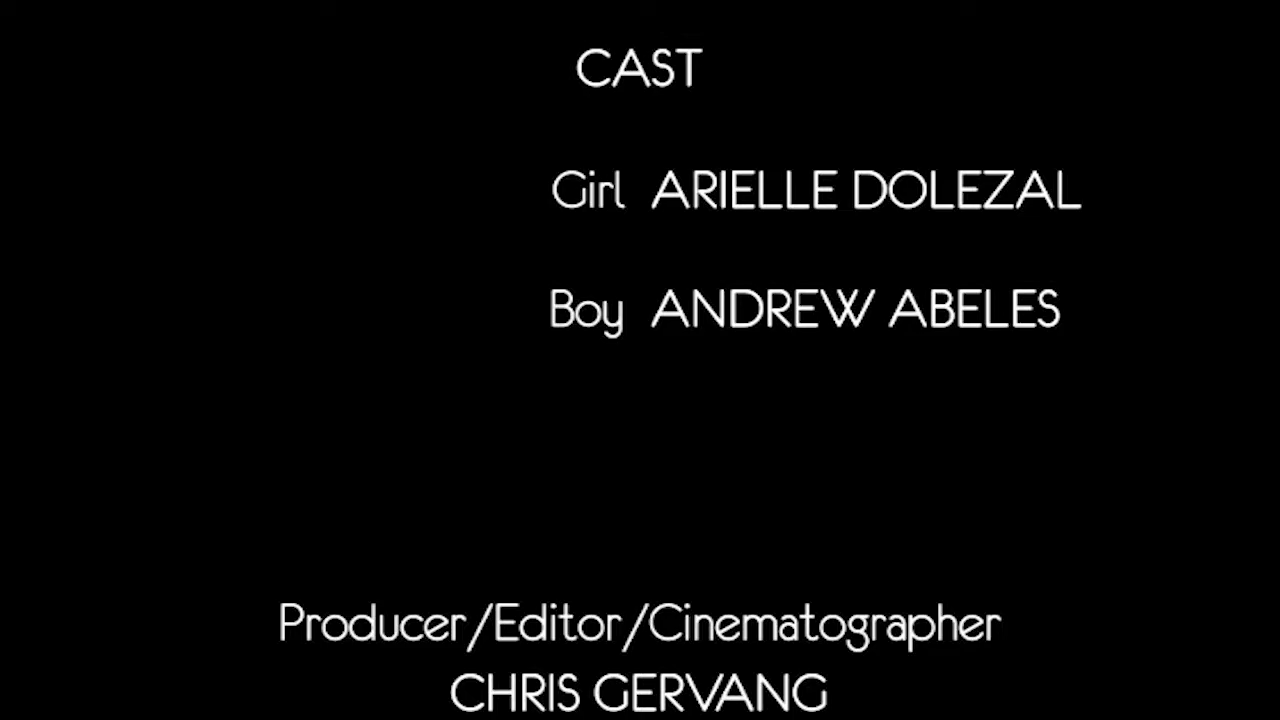 CAST
Girl ARIELLE DOLEZAL
Boy ANDREW ABELES
Producer/Editor/Cinematographer
CHRIS GERVANG